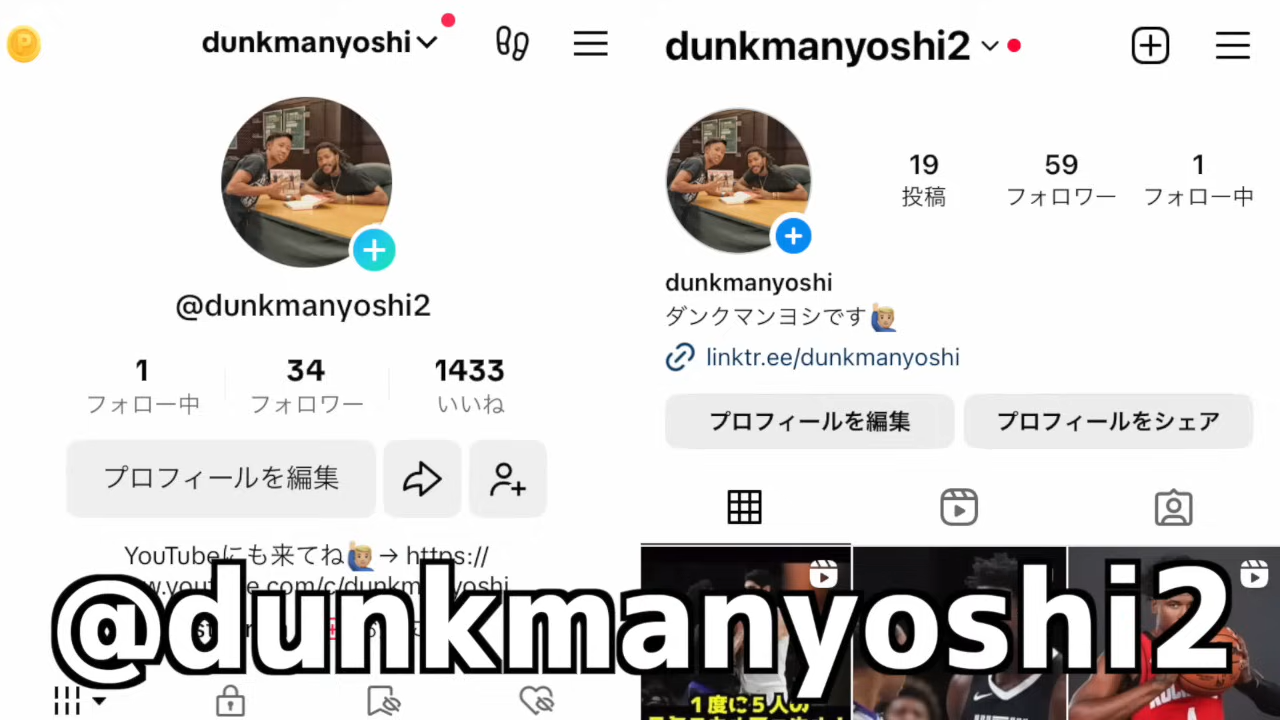 dunkmanyoshi
@dunkmanyoshi2
1
フォロー中
34
フォロワー
1433
いいね
プロフィールを編集
YouTubeにも来てね🙋🏼‍♂️→ https://
dunkmanyoshi2
19
投稿
59
フォロワー
1
フォロー中
dunkmanyoshi
ダンクマンヨシです🙋🏼‍♂️
linktr.ee/dunkmanyoshi
プロフィールを編集
プロフィールをシェア
１度に５人の
@dunkmanyoshi2